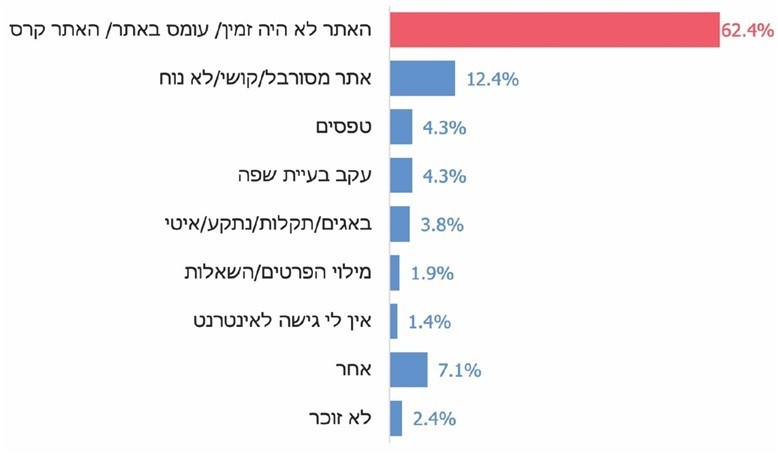 האתר לא היה זמין/ עומס באתר/ האתר קרס 62.4%
אתר מסורבל/קושי/לא נוח 12.4%
טפסים 4.3%
עקב בעיית שפה 4.3%
באגים/תקלות/נתקע/איטי 3.8%
מילוי הפרטים/השאלות 1.9%
אין לי גישה לאינטרנט 1.4%
אחר 7.1%
לא זוכר 2.4%